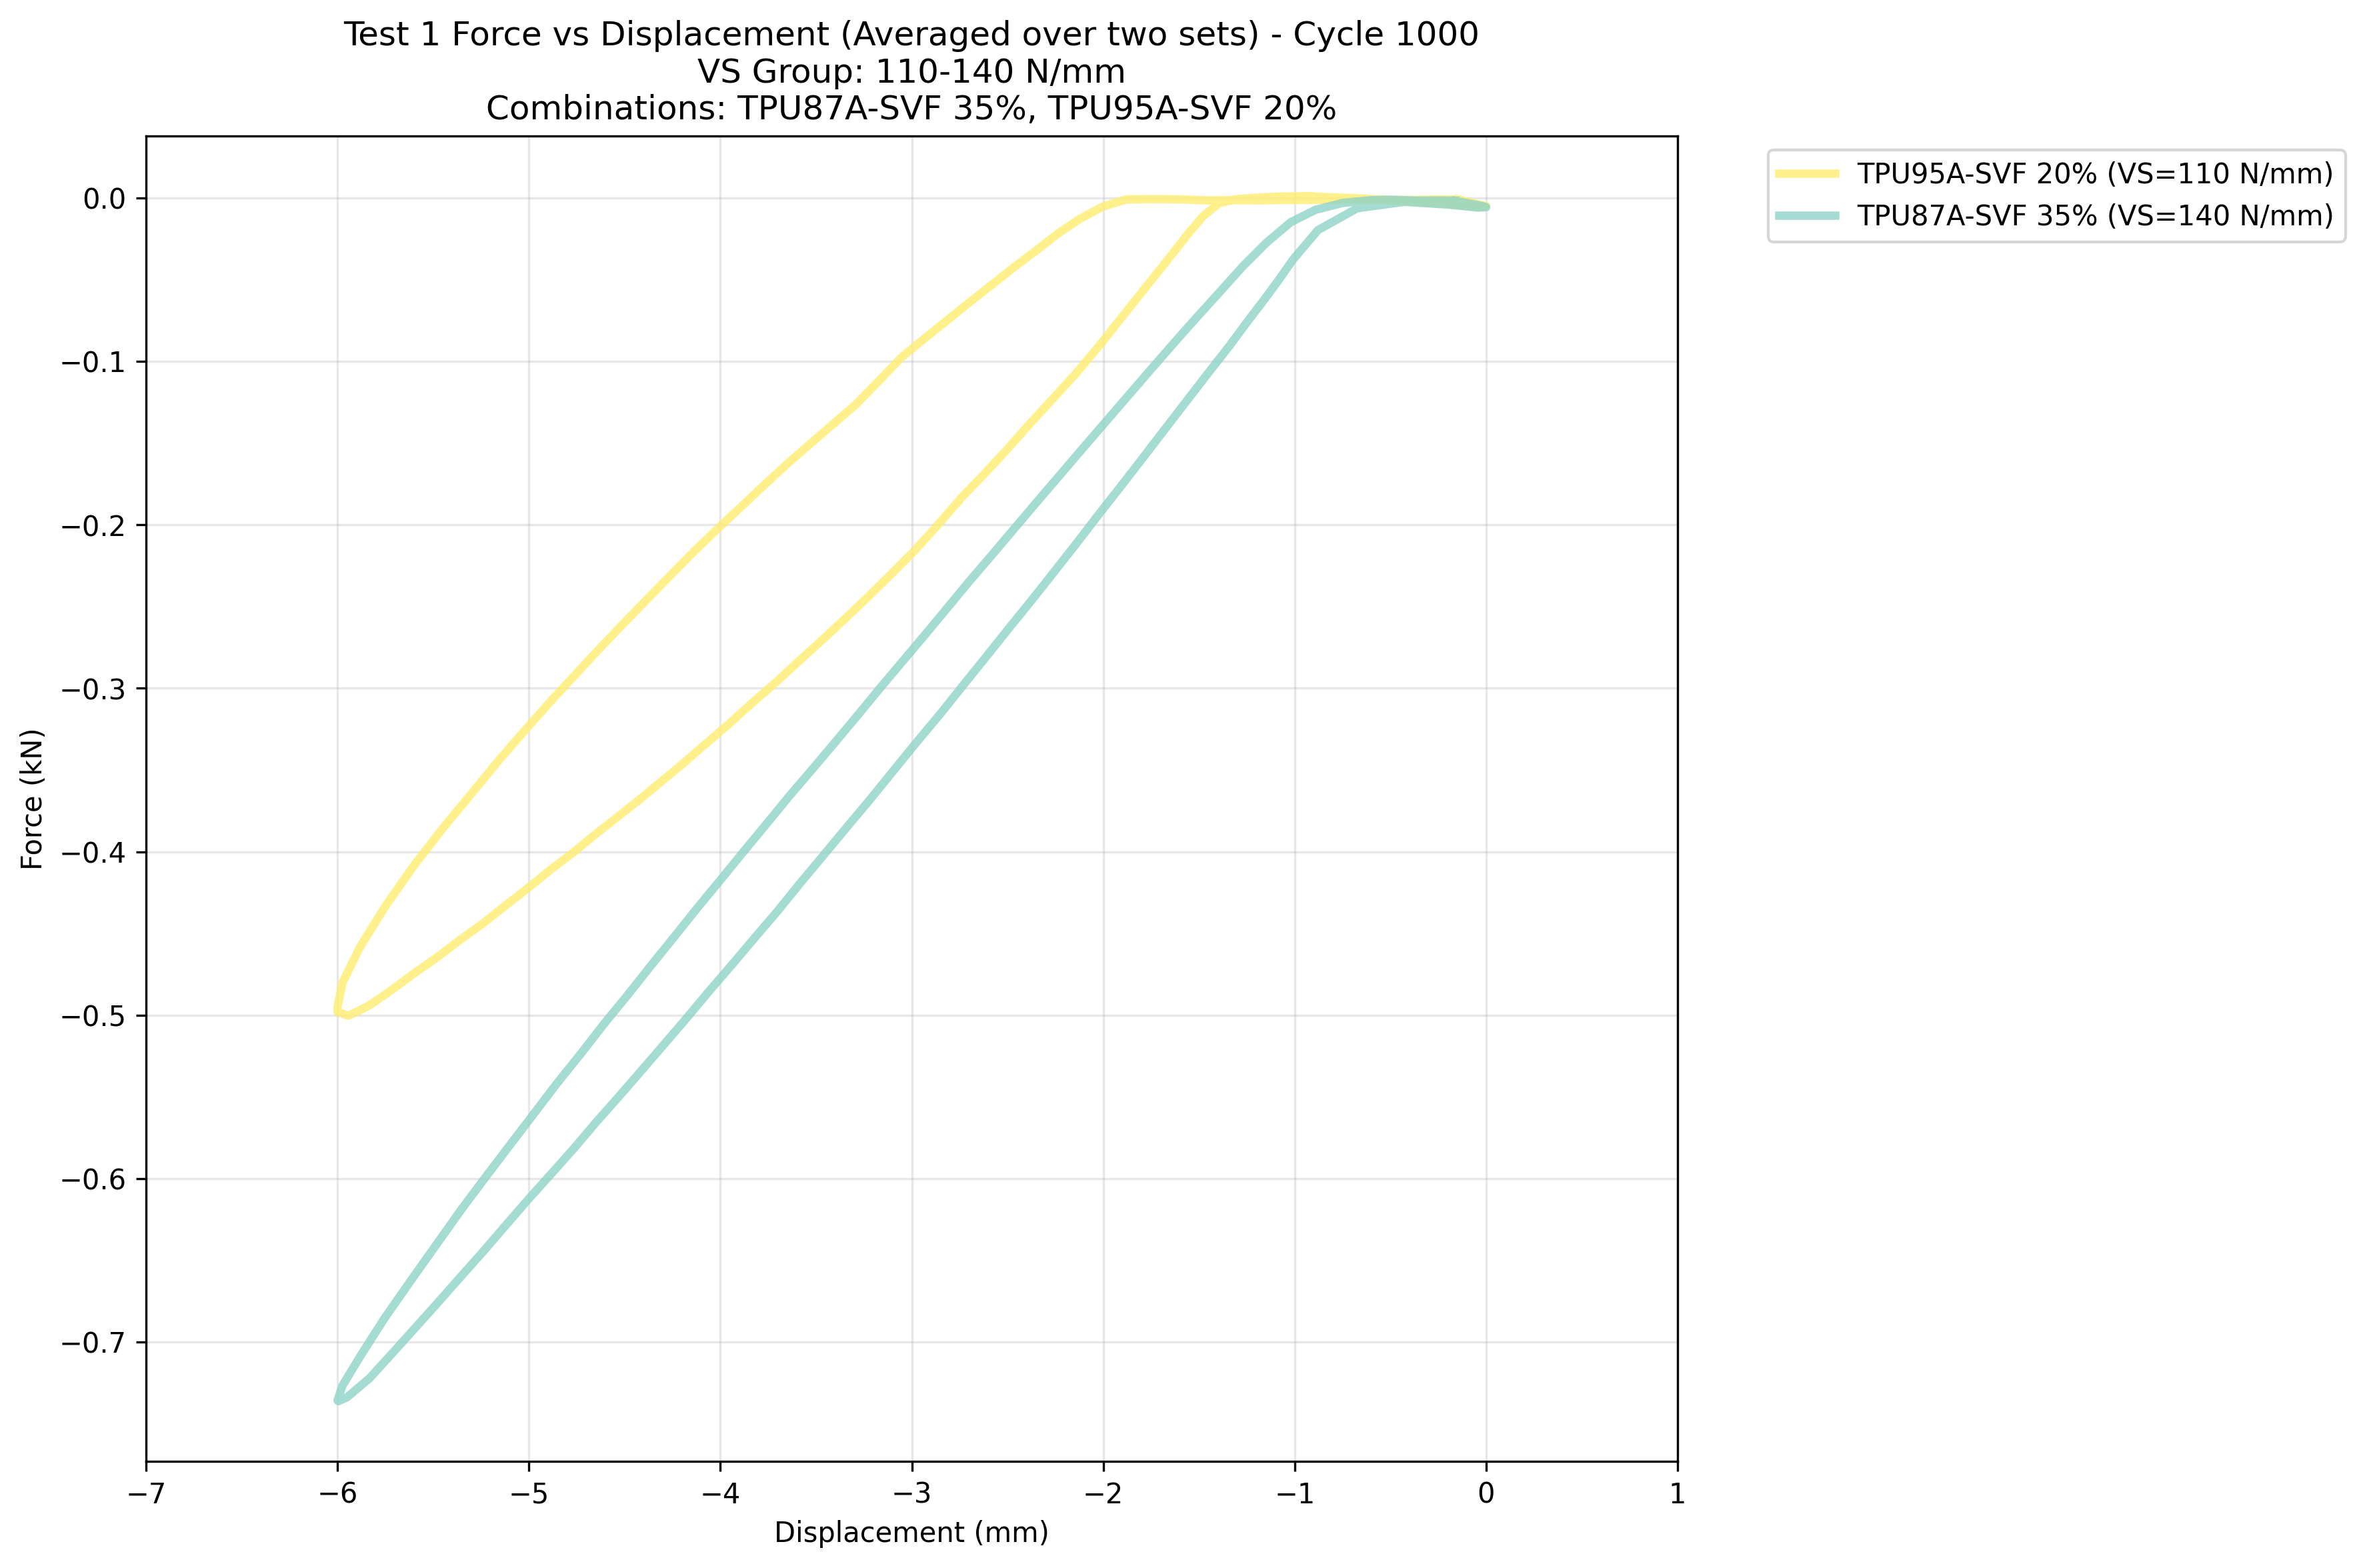 Test 1 Force vs Displacement (Averaged over two sets) - Cycle 1000
VS Group: 110-140 N/mm
Combinations: TPU87A-SVF 35%, TPU95A-SVF 20%
TPU95A-SVF 20% (VS=110 N/mm)
TPU87A-SVF 35% (VS=140 N/mm)
0.0
−0.1
−0.2
−0.3
−0.4
−0.5
−0.6
−0.7
Force (kN)
−7
−6
−5
−4
−3
−2
−1
0
1
Displacement (mm)